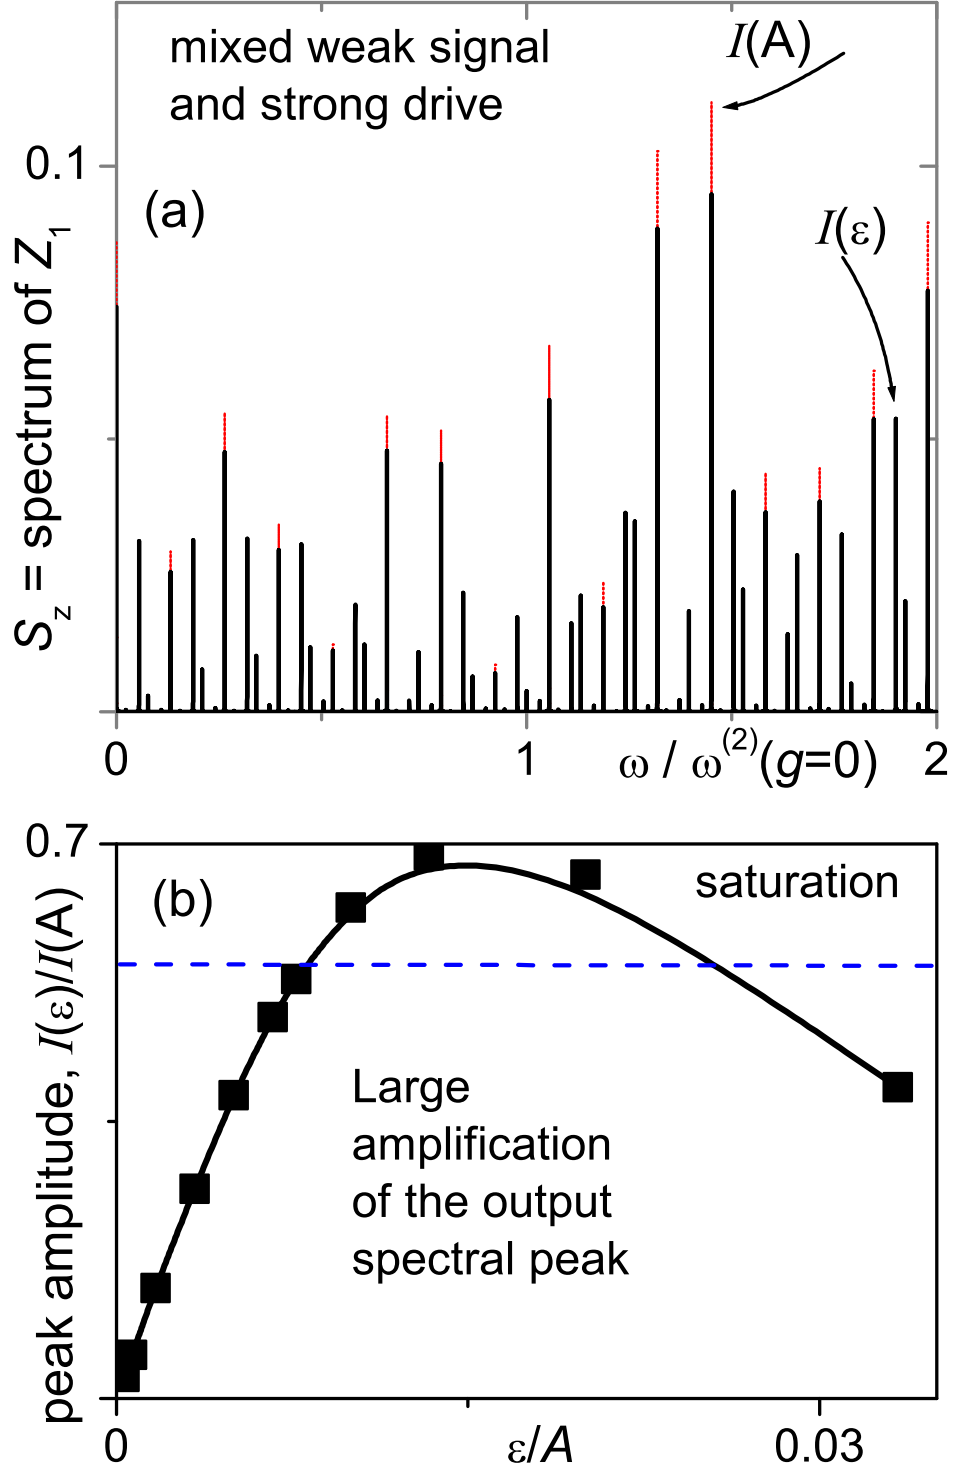 mixed weak signal
and strong drive
I(A)
0.1
(a)
I(ε)
S_z = spectrum of Z_1
0
1
ω / ω^(2)(g=0)
2
0.7
(b)
saturation
peak amplitude, I(ε)/I(A)
Large
amplification
of the output
spectral peak
0
ε/A
0.03